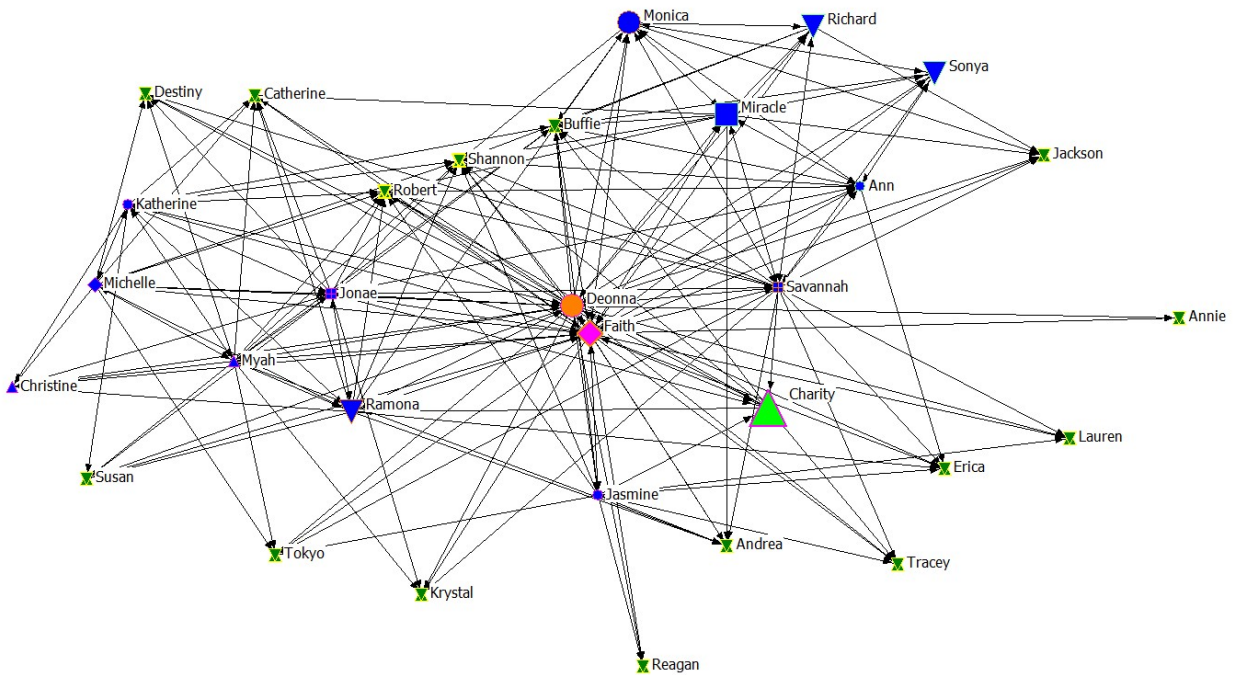 Monica
Richard
Sonya
Destiny
Catherine
Miracle
Buffie
Jackson
Shannon
Robert
Ann
Katherine
Michelle
Jonae
Deonna
Savannah
Annie
Faith
Myah
Christine
Ramona
Charity
Lauren
Erica
Susan
Jasmine
Tokyo
Andrea
Tracey
Krystal
Reagan